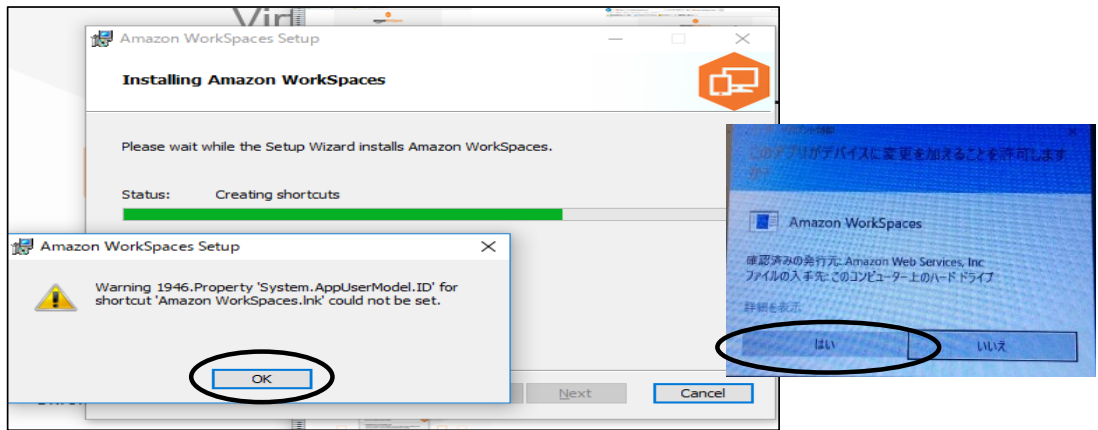 Amazon WorkSpaces Setup
Installing Amazon WorkSpaces
Please wait while the Setup Wizard installs Amazon WorkSpaces.
Status: Creating shortcuts
Amazon WorkSpaces Setup
Warning 1946.Property 'System.AppUserModel.ID' for
shortcut 'Amazon WorkSpaces.lnk' could not be set.
OK
Next
Cancel
このアプリがデバイスに変更を加えることを許可します
か?
Amazon WorkSpaces
確認済みの発行元: Amazon Web Services, Inc
ファイルの入手先: このコンピューター上のハード ドライブ
詳細を表示
はい
いいえ